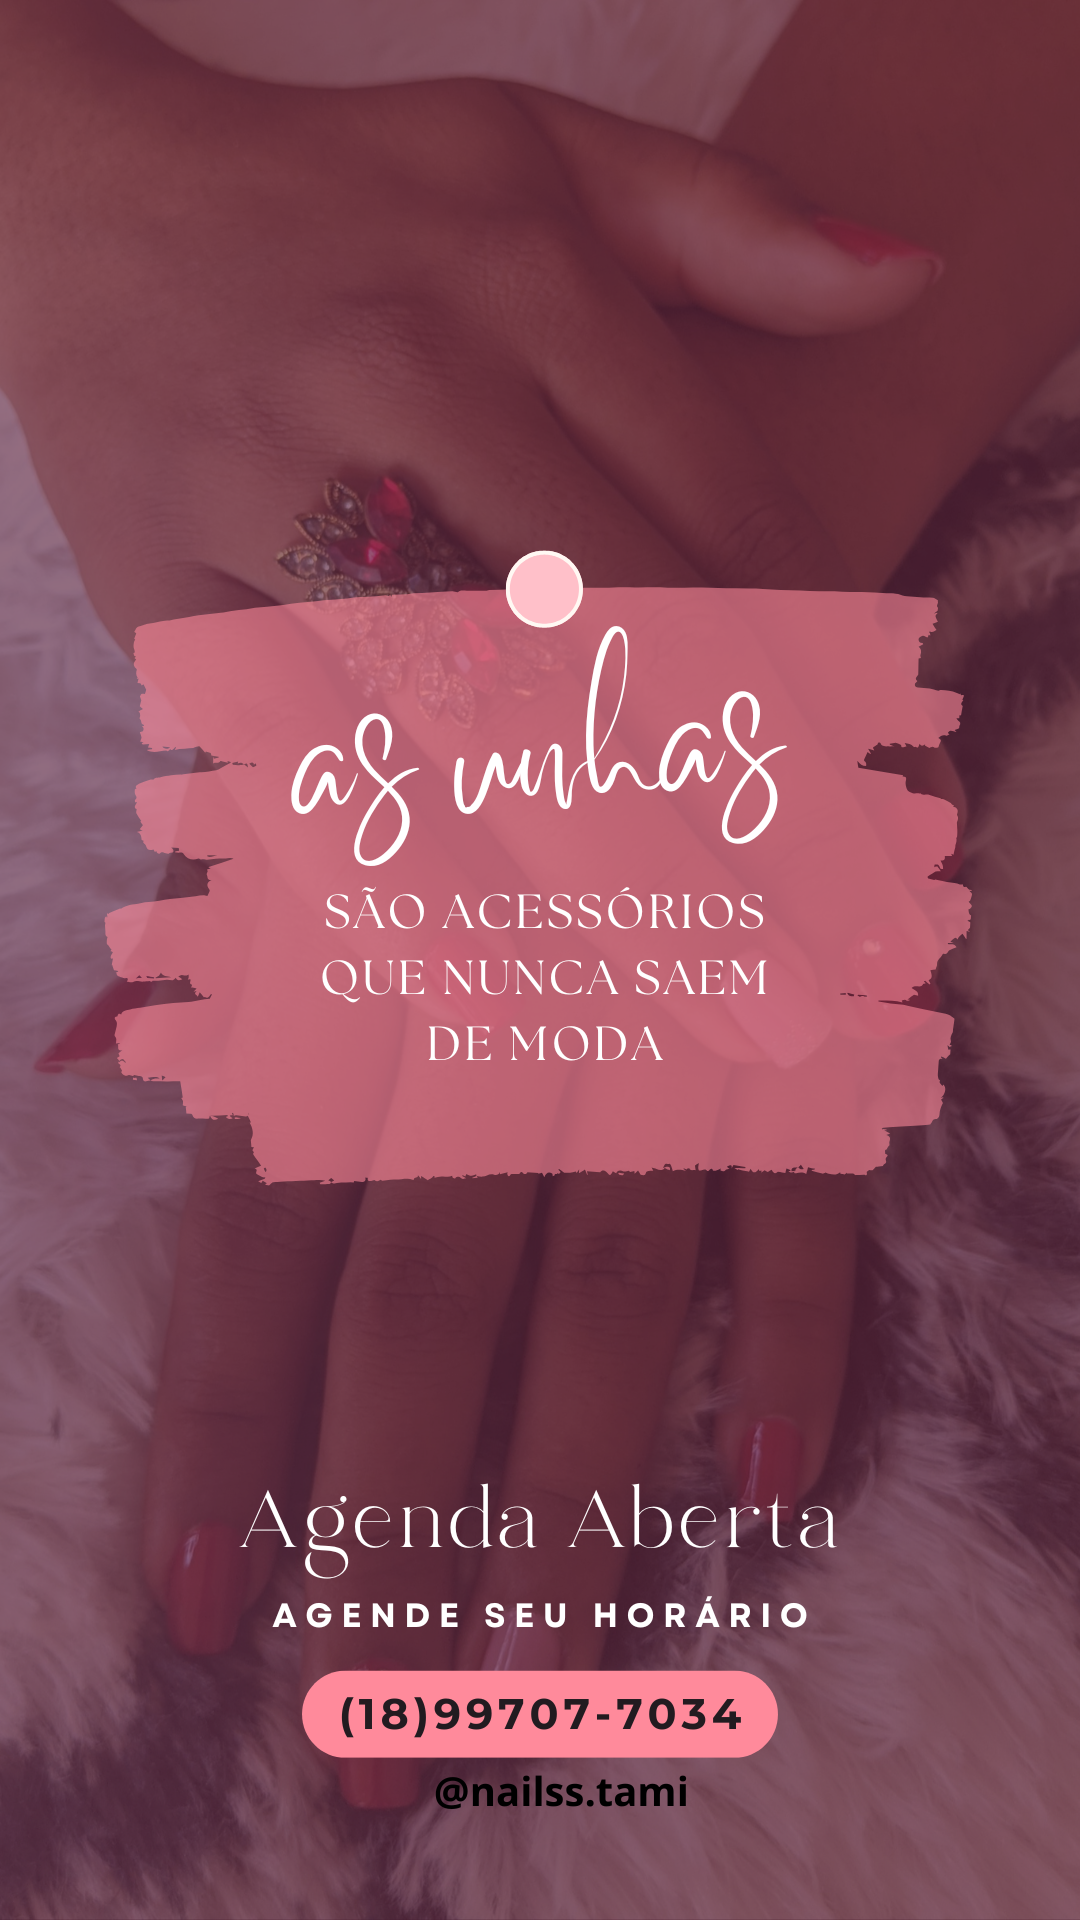 as unhas
SÃO ACESSÓRIOS
QUE NUNCA SAEM
DE MODA
Agenda Aberta
AGENDE SEU HORÁRIO
(18)99707-7034
@nailss.tami